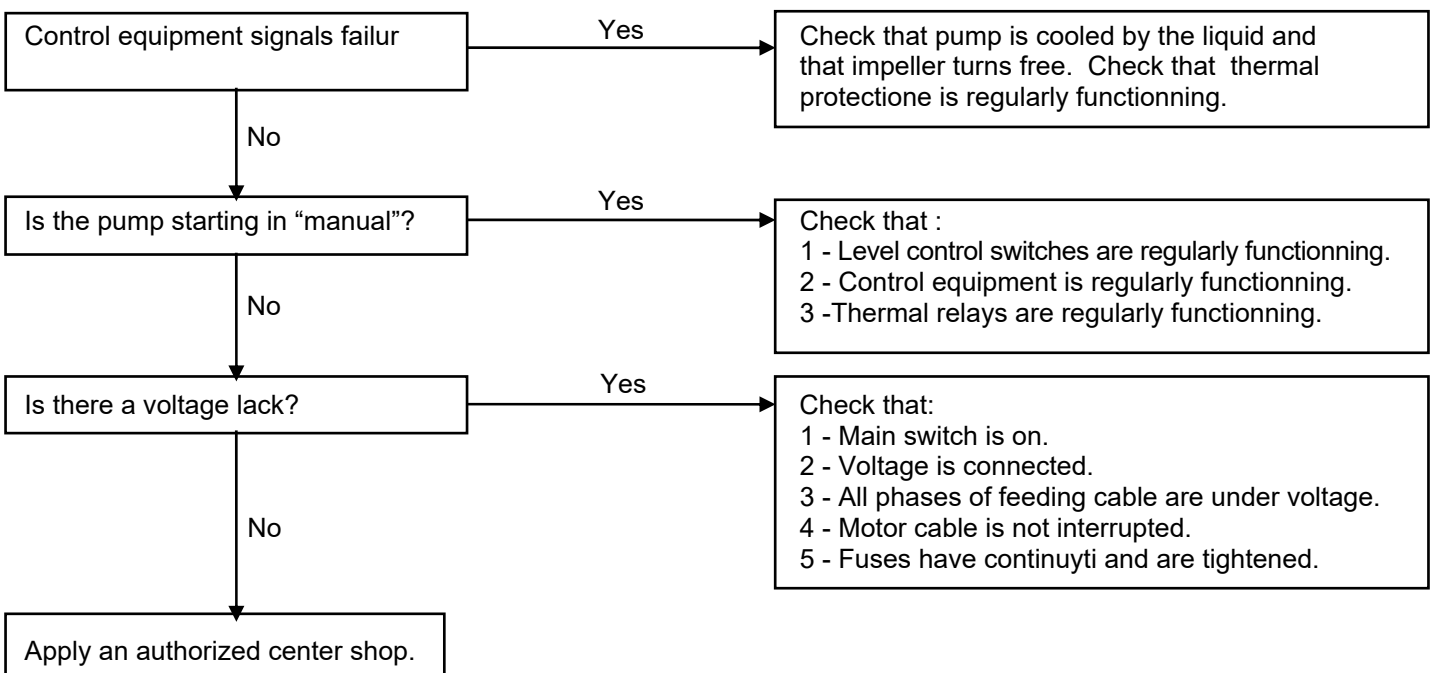 Control equipment signals failur
Yes
Check that pump is cooled by the liquid and
that impeller turns free. Check that thermal
protectione is regularly functionning.
No
Is the pump starting in “manual”?
Yes
Check that :
1 - Level control switches are regularly functionning.
2 - Control equipment is regularly functionning.
3 -Thermal relays are regularly functionning.
No
Is there a voltage lack?
Yes
Check that:
1 - Main switch is on.
2 - Voltage is connected.
3 - All phases of feeding cable are under voltage.
4 - Motor cable is not interrupted.
5 - Fuses have continuyti and are tightened.
No
Apply an authorized center shop.